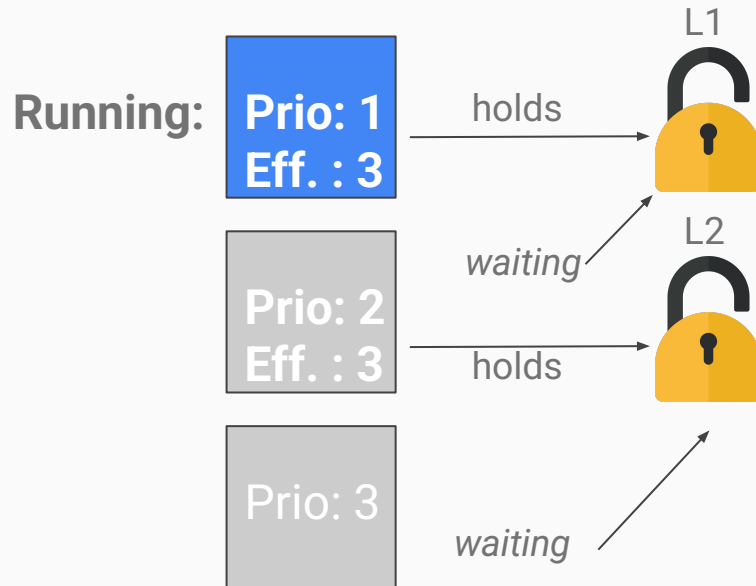 L1
Running:
Prio: 1
Eff. : 3
holds
L2
waiting
Prio: 2
Eff. : 3
holds
Prio: 3
waiting